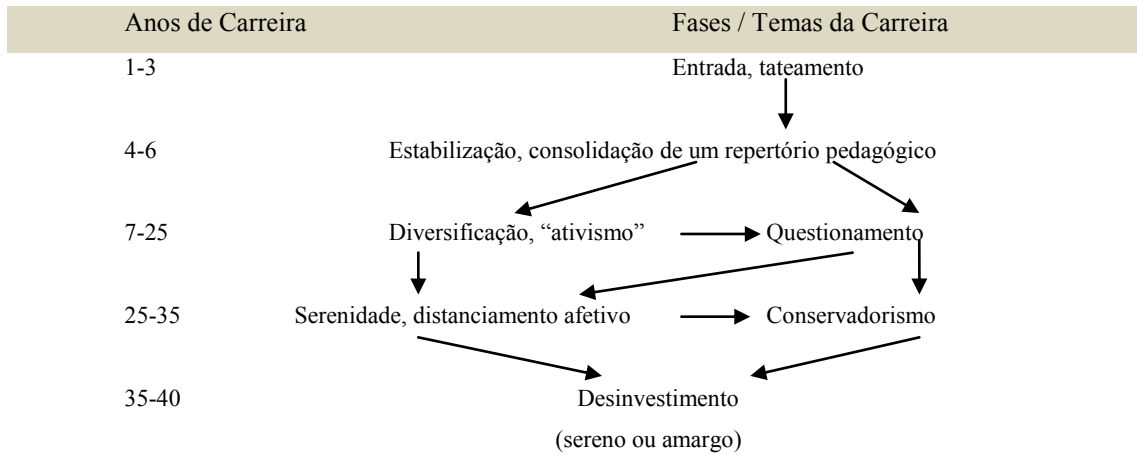 Anos de Carreira Fases / Temas da Carreira
1-3 Entrada, tateamento
4-6 Estabilização, consolidação de um repertório pedagógico
7-25 Diversificação, “ativismo” Questionamento
25-35 Serenidade, distanciamento afetivo Conservadorismo
35-40 Desinvestimento
(sereno ou amargo)